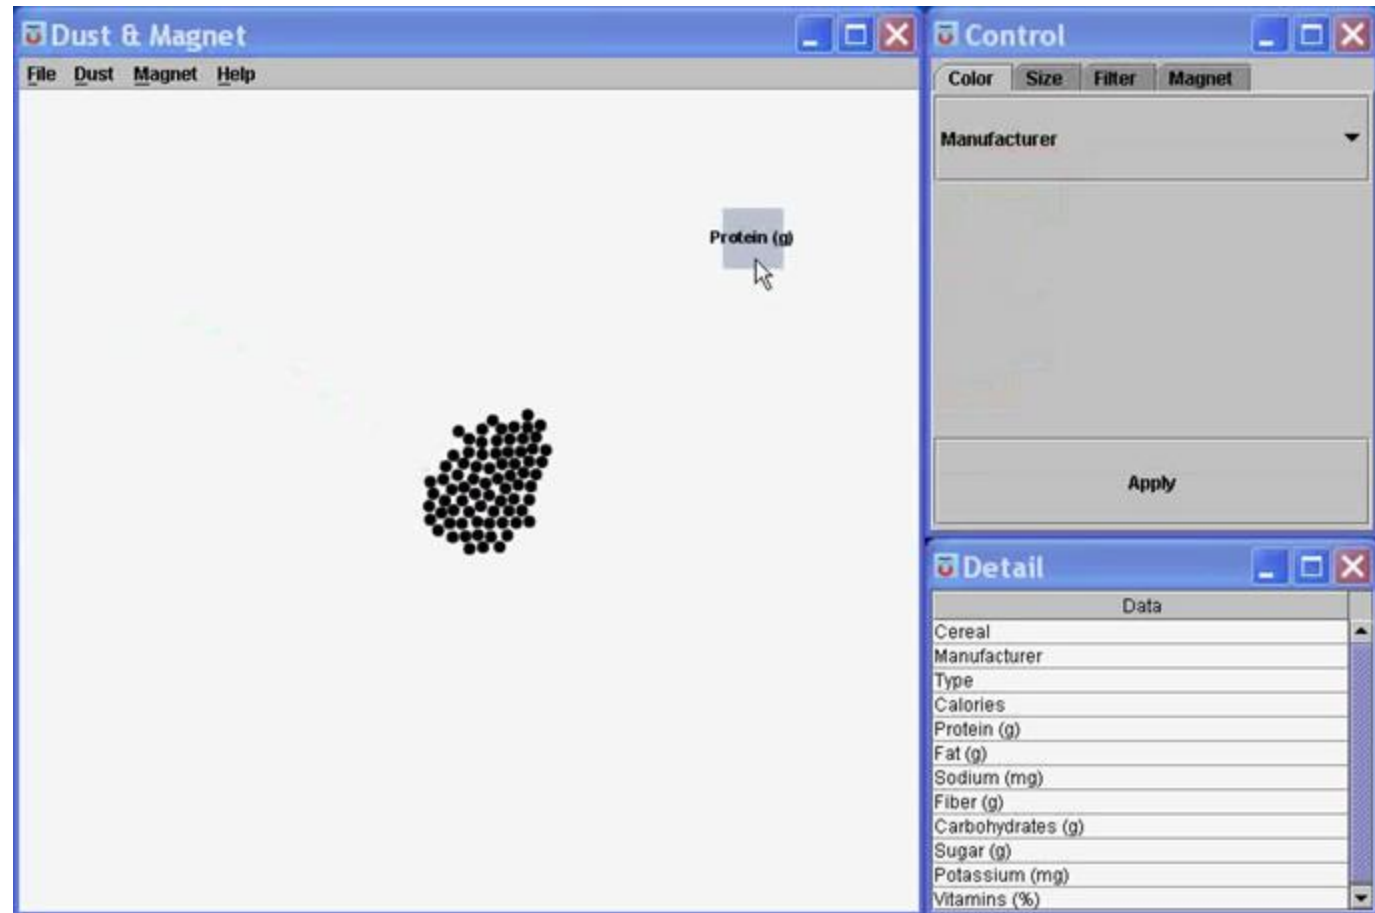 Dust & Magnet
File Dust Magnet Help
Protein (g)
Control
Color Size Filter Magnet
Manufacturer
Apply
Detail
Data
Cereal
Manufacturer
Type
Calories
Protein (g)
Fat (g)
Sodium (mg)
Fiber (g)
Carbohydrates (g)
Sugar (g)
Potassium (mg)
Vitamins (%)